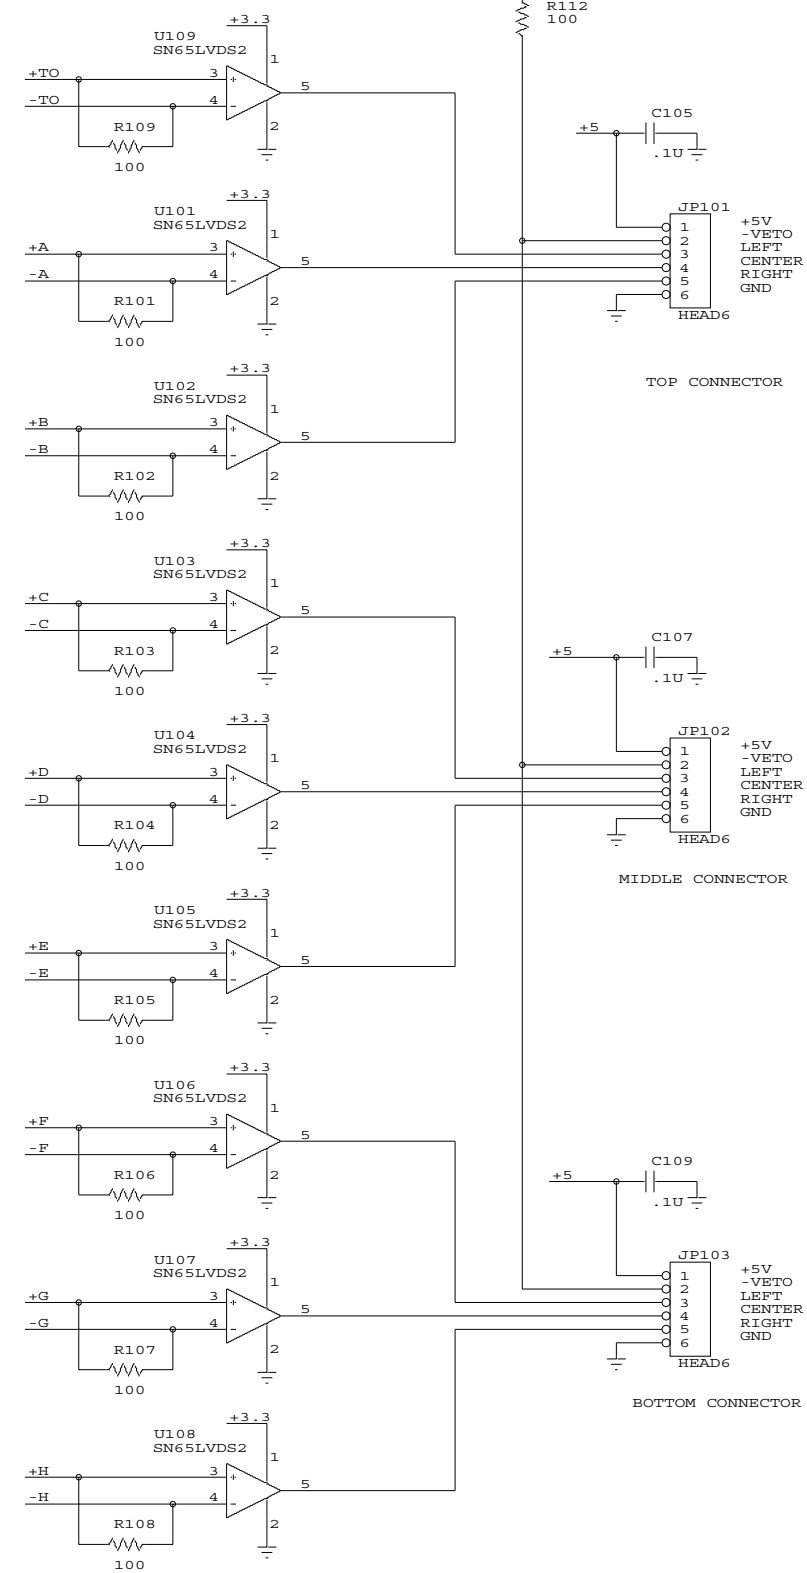 R112
100
+3.3
U109
SN65LVDS2
1
+TO
3
+
5
-TO
4
-
2
R109
100
C105
+5
.1U
+3.3
U101
SN65LVDS2
1
+A
3
+
5
-A
4
-
2
R101
100
JP101
1 +5V
2 -VETO
3 LEFT
4 CENTER
5 RIGHT
6 GND
HEAD6
TOP CONNECTOR
+3.3
U102
SN65LVDS2
1
+B
3
+
5
-B
4
-
2
R102
100
+3.3
U103
SN65LVDS2
1
+C
3
+
5
-C
4
-
2
R103
100
C107
+5
.1U
+3.3
U104
SN65LVDS2
1
+D
3
+
5
-D
4
-
2
R104
100
JP102
1 +5V
2 -VETO
3 LEFT
4 CENTER
5 RIGHT
6 GND
HEAD6
MIDDLE CONNECTOR
+3.3
U105
SN65LVDS2
1
+E
3
+
5
-E
4
-
2
R105
100
+3.3
U106
SN65LVDS2
1
+F
3
+
5
-F
4
-
2
R106
100
C109
+5
.1U
+3.3
U107
SN65LVDS2
1
+G
3
+
5
-G
4
-
2
R107
100
JP103
1 +5V
2 -VETO
3 LEFT
4 CENTER
5 RIGHT
6 GND
HEAD6
BOTTOM CONNECTOR
+3.3
U108
SN65LVDS2
1
+H
3
+
5
-H
4
-
2
R108
100